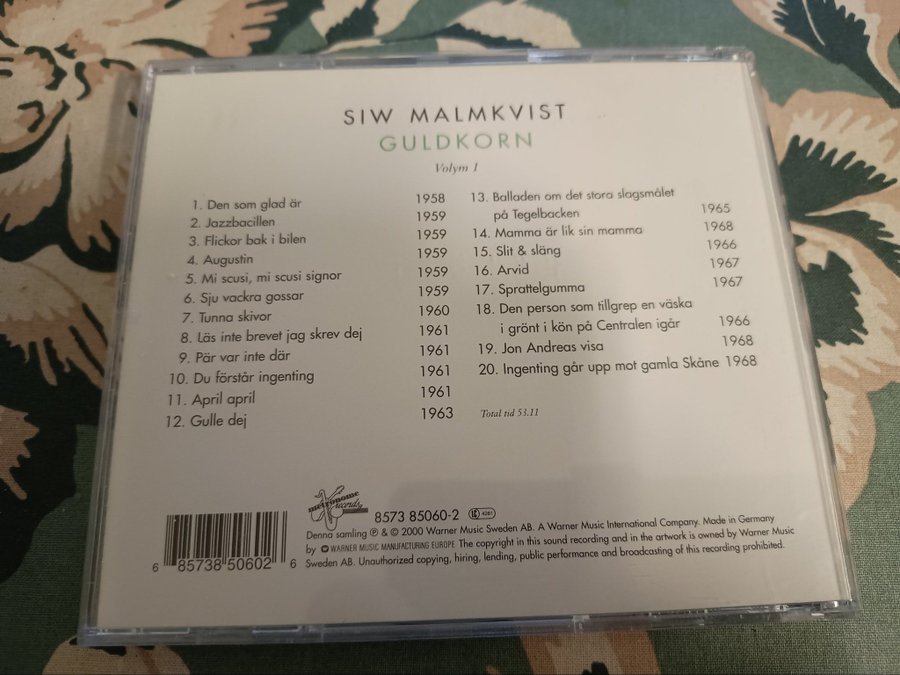 SIW MALMKVIST
GULDKORN
Volym 1
1. Den som glad är 1958
2. Jazzbacillen 1959
3. Flickor bak i bilen 1959
4. Augustin 1959
5. Mi scusi, mi scusi signor 1959
6. Sju vackra gossar 1959
7. Tunna skivor 1960
8. Läs inte brevet jag skrev dej 1961
9. Pär var inte där 1961
10. Du förstår ingenting 1961
11. April april 1961
12. Gulle dej 1963
13. Balladen om det stora slagsmålet
på Tegelbacken 1965
14. Mamma är lik sin mamma 1968
15. Slit & släng 1966
16. Arvid 1967
17. Sprattelgumma 1967
18. Den person som tillgrep en väska
i grönt i kön på Centralen igår 1966
19. Jon Andreas visa 1968
20. Ingenting går upp mot gamla Skåne 1968
Total tid 53.11
metronome
records
8573 85060-2 LC 4281
Denna samling ℗ & © 2000 Warner Music Sweden AB. A Warner Music International Company. Made in Germany
by WARNER MUSIC MANUFACTURING EUROPE The copyright in this sound recording and in the artwork is owned by Warner Music
Sweden AB. Unauthorized copying, hiring, lending, public performance and broadcasting of this recording prohibited.
6 85738 50602 6